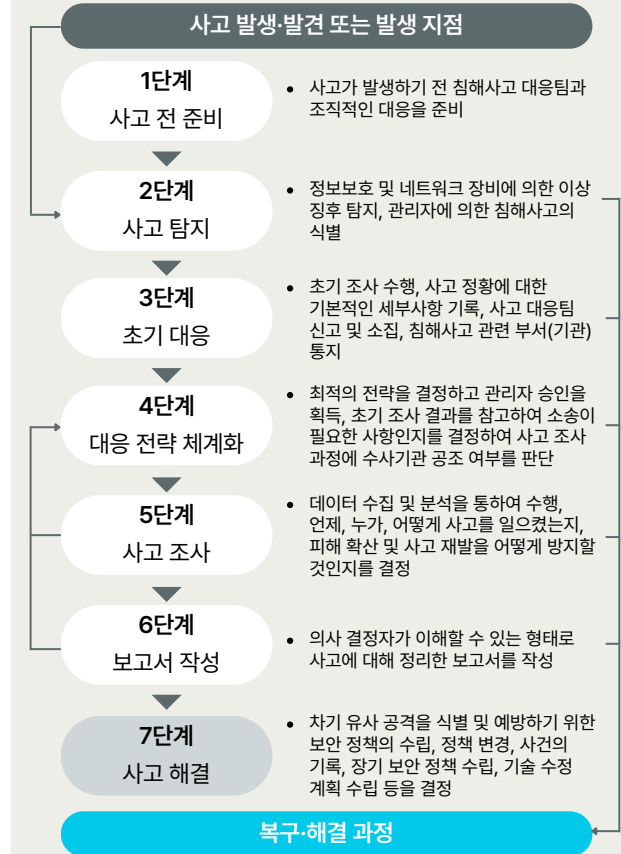 사고 발생·발견 또는 발생 지점
1단계
사고 전 준비
• 사고가 발생하기 전 침해사고 대응팀과
조직적인 대응을 준비
2단계
사고 탐지
• 정보보호 및 네트워크 장비에 의한 이상
징후 탐지, 관리자에 의한 침해사고의
식별
3단계
초기 대응
• 초기 조사 수행, 사고 정황에 대한
기본적인 세부사항 기록, 사고 대응팀
신고 및 소집, 침해사고 관련 부서(기관)
통지
4단계
대응 전략 체계화
• 최적의 전략을 결정하고 관리자 승인을
획득, 초기 조사 결과를 참고하여 소송이
필요한 사항인지를 결정하여 사고 조사
과정에 수사기관 공조 여부를 판단
5단계
사고 조사
• 데이터 수집 및 분석을 통하여 수행,
언제, 누가, 어떻게 사고를 일으켰는지,
피해 확산 및 사고 재발을 어떻게 방지할
것인지를 결정
6단계
보고서 작성
• 의사 결정자가 이해할 수 있는 형태로
사고에 대해 정리한 보고서를 작성
7단계
사고 해결
• 차기 유사 공격을 식별 및 예방하기 위한
보안 정책의 수립, 정책 변경, 사건의
기록, 장기 보안 정책 수립, 기술 수정
계획 수립 등을 결정
복구·해결 과정